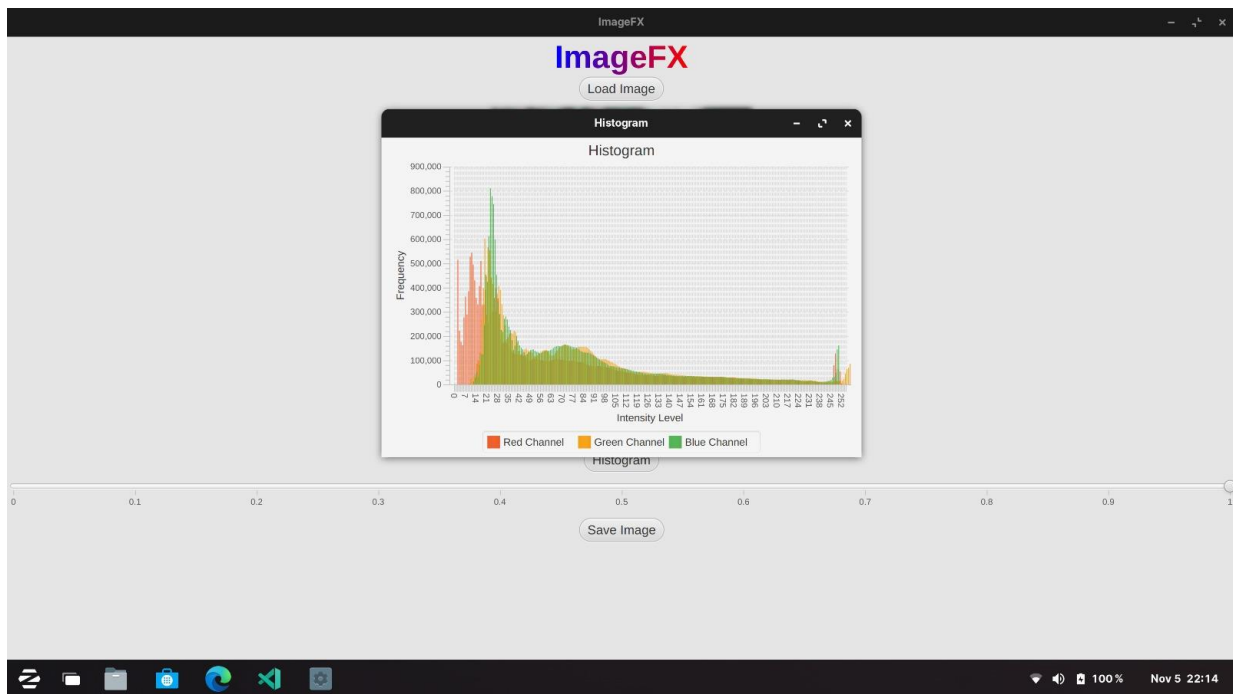 ImageFX
ImageFX
Load Image
Histogram
Histogram
900,000
800,000
700,000
600,000
500,000
400,000
300,000
200,000
100,000
0
Frequency
0 7 14 21 28 35 42 49 56 63 70 77 84 91 98 105 112 119 126 133 140 147 154 161 168 175 182 189 196 203 210 217 224 231 238 245 252
Intensity Level
Red Channel Green Channel Blue Channel
Histogram
0 0.1 0.2 0.3 0.4 0.5 0.6 0.7 0.8 0.9 1
Save Image
100 % Nov 5 22:14